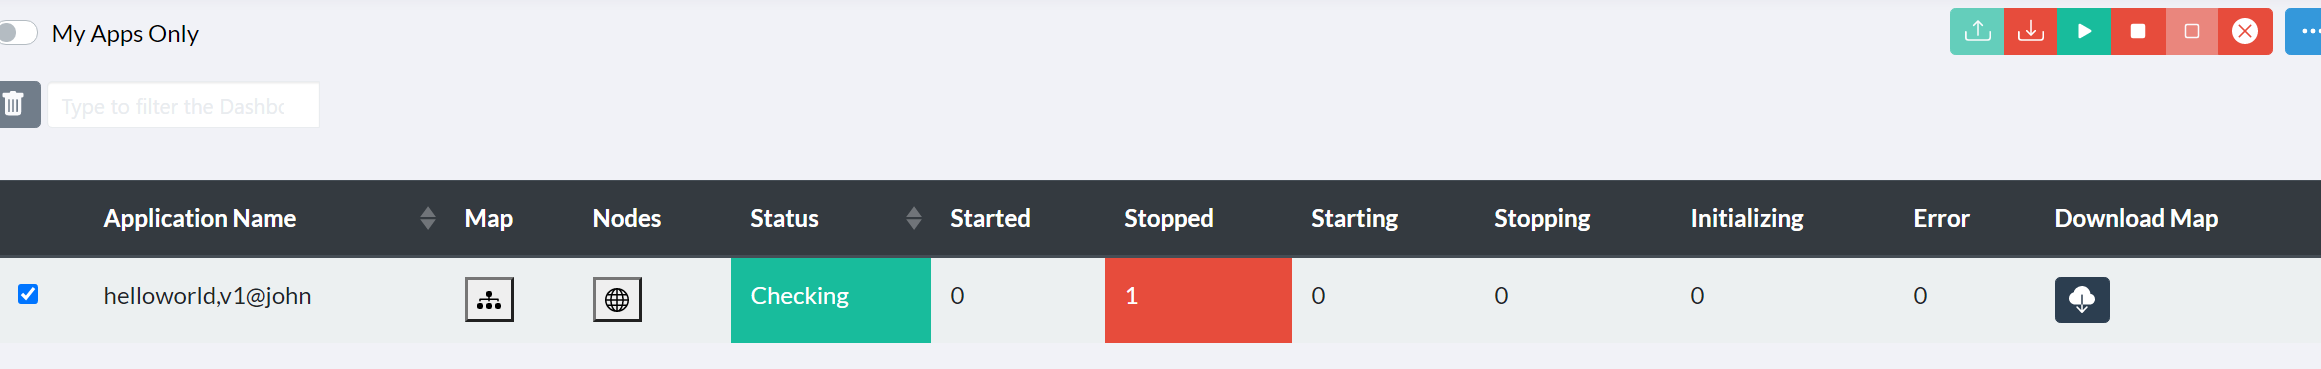 My Apps Only
Type to filter the Dashbo
Application Name Map Nodes Status Started Stopped Starting Stopping Initializing Error Download Map
helloworld,v1@john Checking 0 1 0 0 0 0